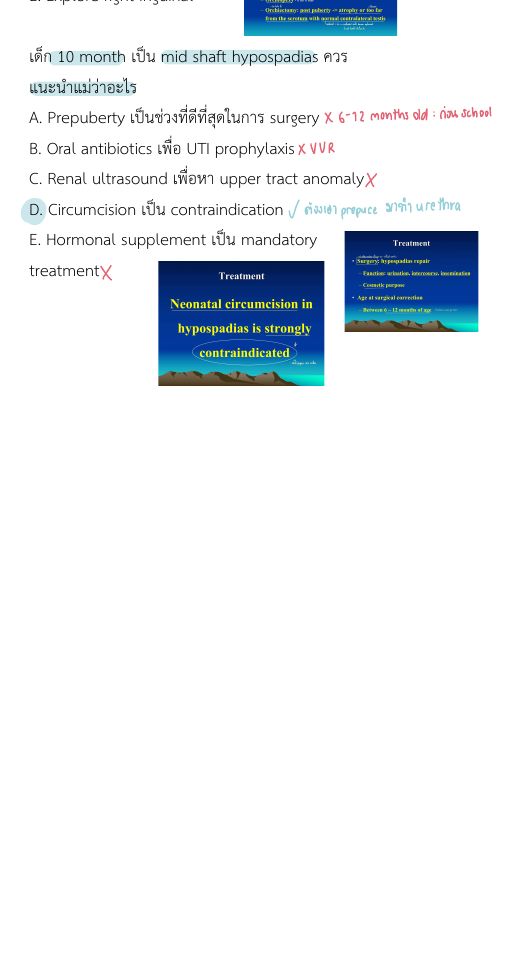 – Orchiectomy: post puberty -> atrophy or too far
from the scrotum with normal contralateral testis
เด็ก 10 month เป็น mid shaft hypospadias ควร
แนะนำแม่ว่าอะไร
A. Prepuberty เป็นช่วงที่ดีที่สุดในการ surgery X 6-12 months old : ก่อน school
B. Oral antibiotics เพื่อ UTI prophylaxis X VVR
C. Renal ultrasound เพื่อหา upper tract anomaly X
D. Circumcision เป็น contraindication ✓ ต้องเอา prepuce มาทำ urethra
E. Hormonal supplement เป็น mandatory
treatment X
Treatment
• Surgery: hypospadias repair
– Function: urination, intercourse, insemination
– Cosmetic purpose
• Age at surgical correction
– Between 6 – 12 months of age
Treatment
Neonatal circumcision in
hypospadias is strongly
contraindicated